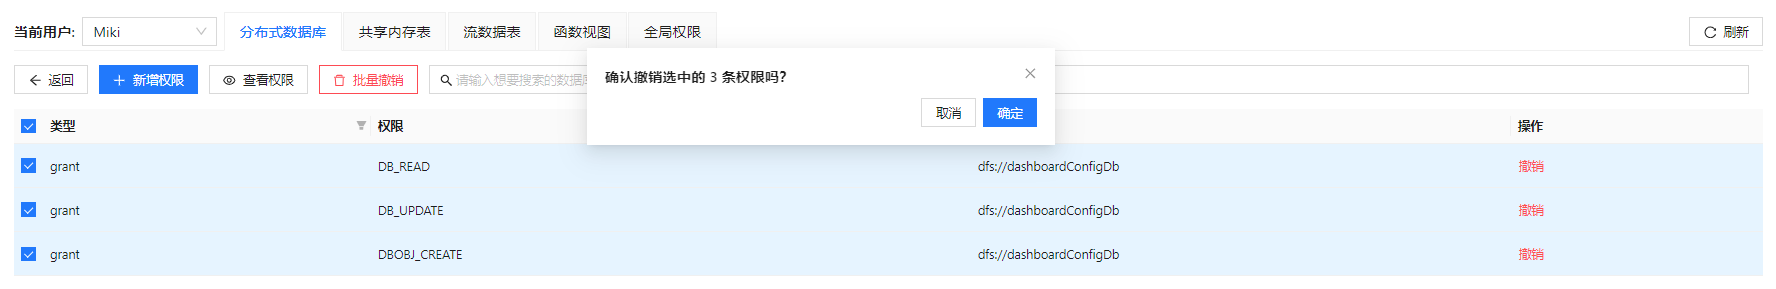 当前用户: Miki 分布式数据库 共享内存表 流数据表 函数视图 全局权限 刷新
返回 新增权限 查看权限 批量撤销 请输入想要搜索的数据库
确认撤销选中的 3 条权限吗?
取消 确定
类型 权限 操作
grant DB_READ dfs://dashboardConfigDb 撤销
grant DB_UPDATE dfs://dashboardConfigDb 撤销
grant DBOBJ_CREATE dfs://dashboardConfigDb 撤销